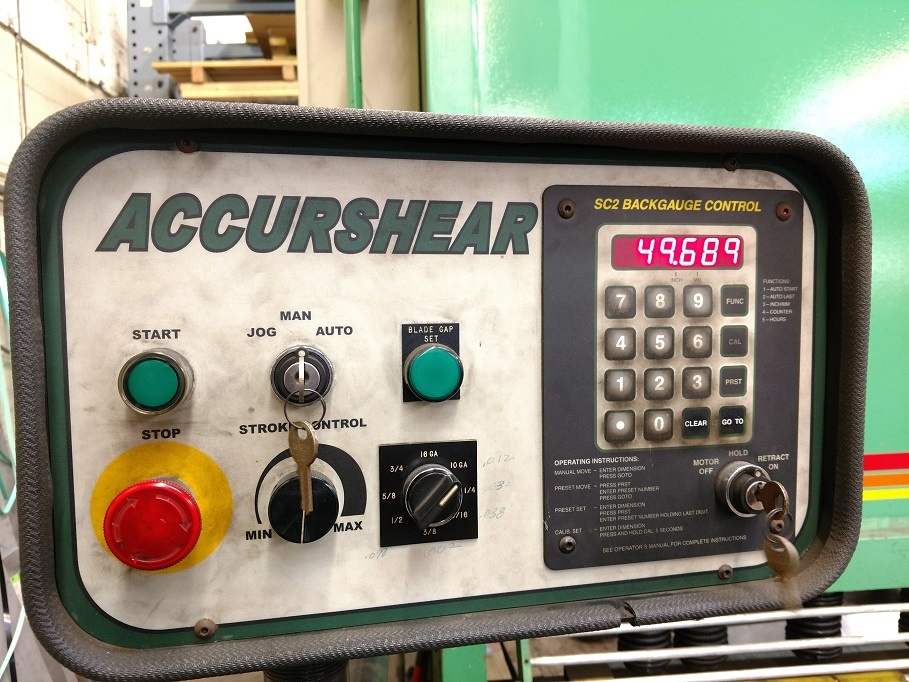 ACCURSHEAR
SC2 BACKGAUGE CONTROL
49.689
INCH MM
7 8 9 FUNC
4 5 6 CAL
1 2 3 PRST
• 0 CLEAR GO TO
FUNCTIONS:
1 – AUTO START
2 – AUTO LAST
3 – INCH/MM
4 – COUNTER
5 – HOURS
START
MAN
JOG AUTO
BLADE GAP
SET
STOP
STROKE CONTROL
MIN MAX
16 GA
3/4 10 GA
5/8 1/4
1/2
3/8
.012
OPERATING INSTRUCTIONS:
MANUAL MOVE – ENTER DIMENSION
PRESS GOTO
PRESET MOVE – PRESS PRST
ENTER PRESET NUMBER
PRESS GOTO
PRESET SET – ENTER DIMENSION
PRESS PRST
ENTER PRESET NUMBER HOLDING LAST DIGIT
CALIB. SET – ENTER DIMENSION
PRESS AND HOLD CAL 3 SECONDS
SEE OPERATOR'S MANUAL FOR COMPLETE INSTRUCTIONS
HOLD
MOTOR OFF
RETRACT ON